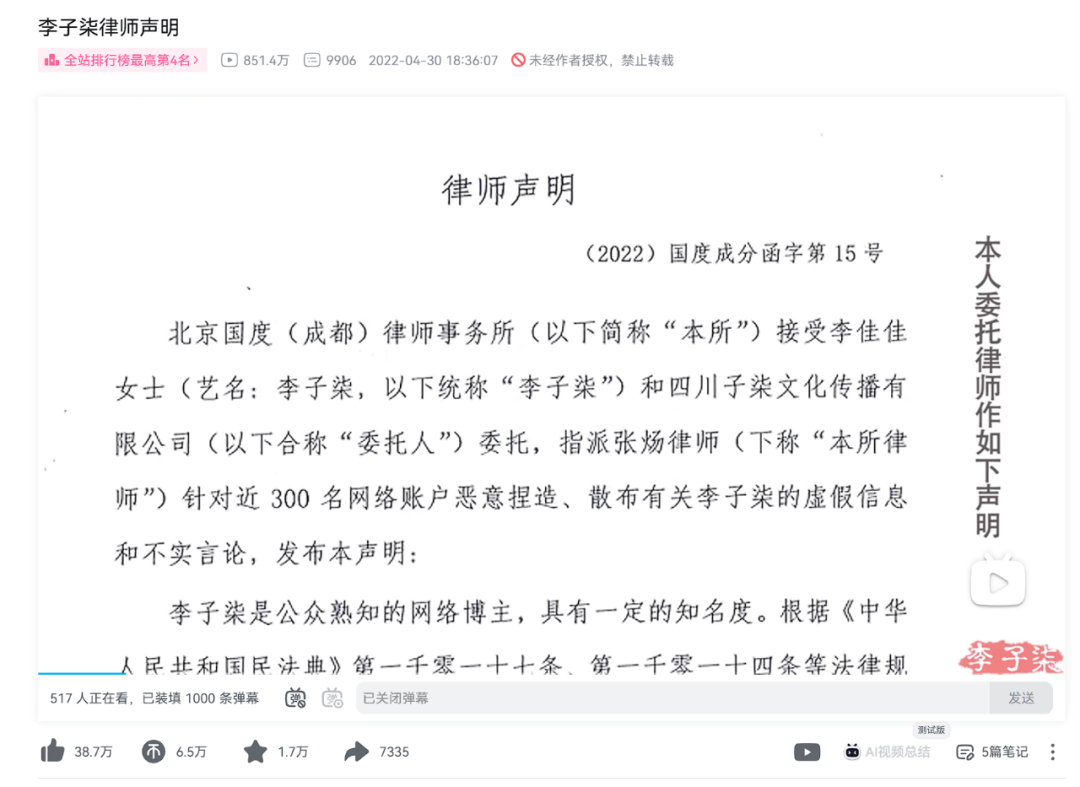 李子柒律师声明
全站排行榜最高第4名 851.4万 9906 2022-04-30 18:36:07 未经作者授权，禁止转载
律师声明
（2022）国度成分函字第 15 号
北京国度（成都）律师事务所（以下简称“本所”）接受李佳佳
女士（艺名：李子柒，以下统称“李子柒”）和四川子柒文化传播有
限公司（以下合称“委托人”）委托，指派张炀律师（下称“本所律
师”）针对近 300 名网络账户恶意捏造、散布有关李子柒的虚假信息
和不实言论，发布本声明：
李子柒是公众熟知的网络博主，具有一定的知名度。根据《中华
人民共和国民法典》第一千零一十七条、第一千零一十四条等法律规
本人委托律师作如下声明
李子柒
517 人正在看，已装填 1000 条弹幕 弹 弹 已关闭弹幕 发送
38.7万 6.5万 1.7万 7335 测试版 AI视频总结 5篇笔记